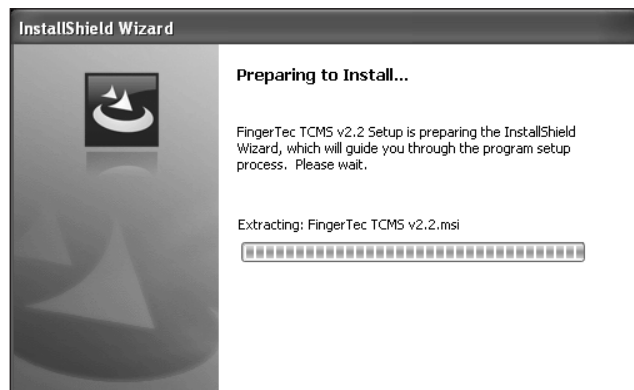 InstallShield Wizard
Preparing to Install...
FingerTec TCMS v2.2 Setup is preparing the InstallShield
Wizard, which will guide you through the program setup
process.  Please wait.
Extracting: FingerTec TCMS v2.2.msi